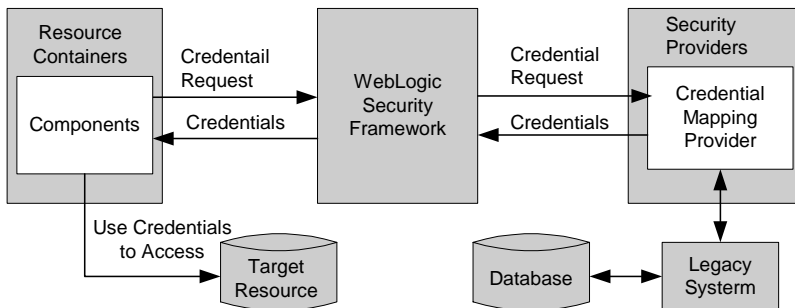 Resource
Containers
Components
Credentail
Request
Credentials
WebLogic
Security
Framework
Credential
Request
Credentials
Security
Providers
Credential
Mapping
Provider
Use Credentials
to Access
Target
Resource
Database
Legacy
Systerm